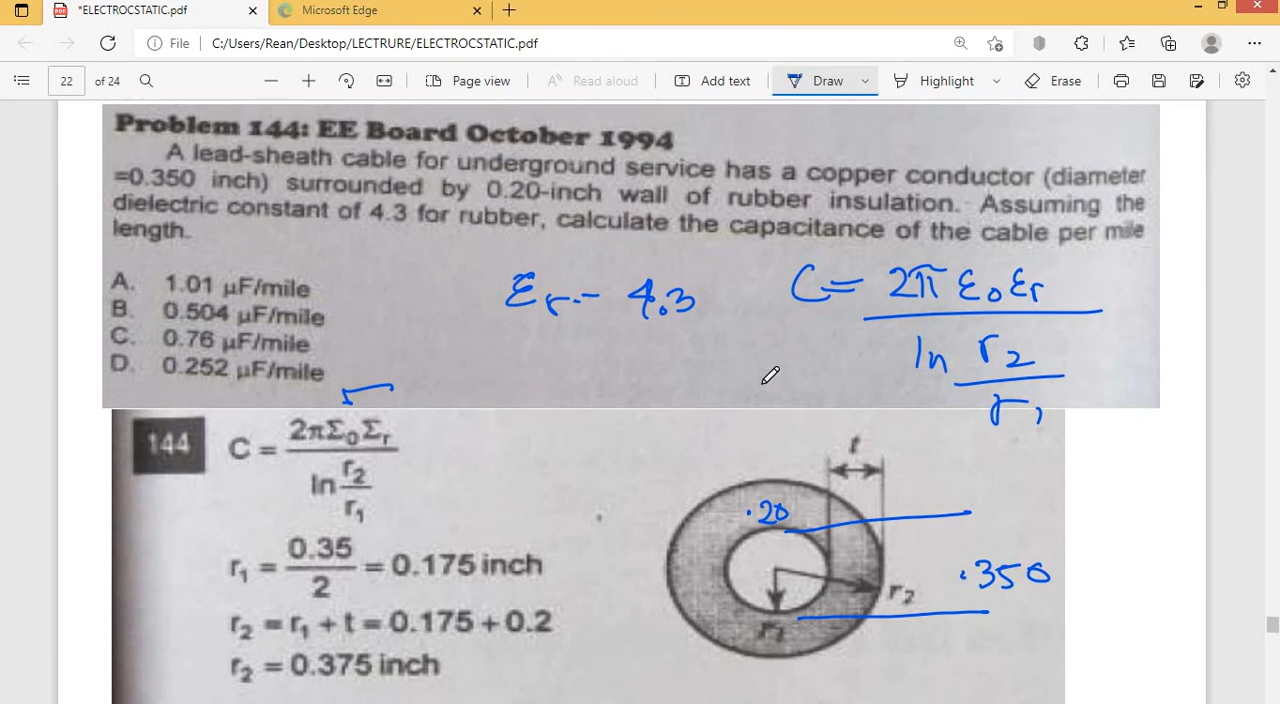 *ELECTROCSTATIC.pdf
Microsoft Edge
File
C:/Users/Rean/Desktop/LECTRURE/ELECTROCSTATIC.pdf
22 of 24
Page view
Read aloud
Add text
Draw
Highlight
Erase
Problem 144: EE Board October 1994
A lead-sheath cable for underground service has a copper conductor (diameter
=0.350 inch) surrounded by 0.20-inch wall of rubber insulation. Assuming the
dielectric constant of 4.3 for rubber, calculate the capacitance of the cable per mile
length.
A. 1.01 μF/mile
B. 0.504 μF/mile
C. 0.76 μF/mile
D. 0.252 μF/mile
Ɛr = 4.3
C = 2π Ɛ0 Ɛr
ln r2
r1
144
C = 2πΣ0Σr
ln r2
r1
r1 = 0.35
2
= 0.175 inch
r2 = r1 + t = 0.175 + 0.2
r2 = 0.375 inch
t
.20
.350
r2
r1